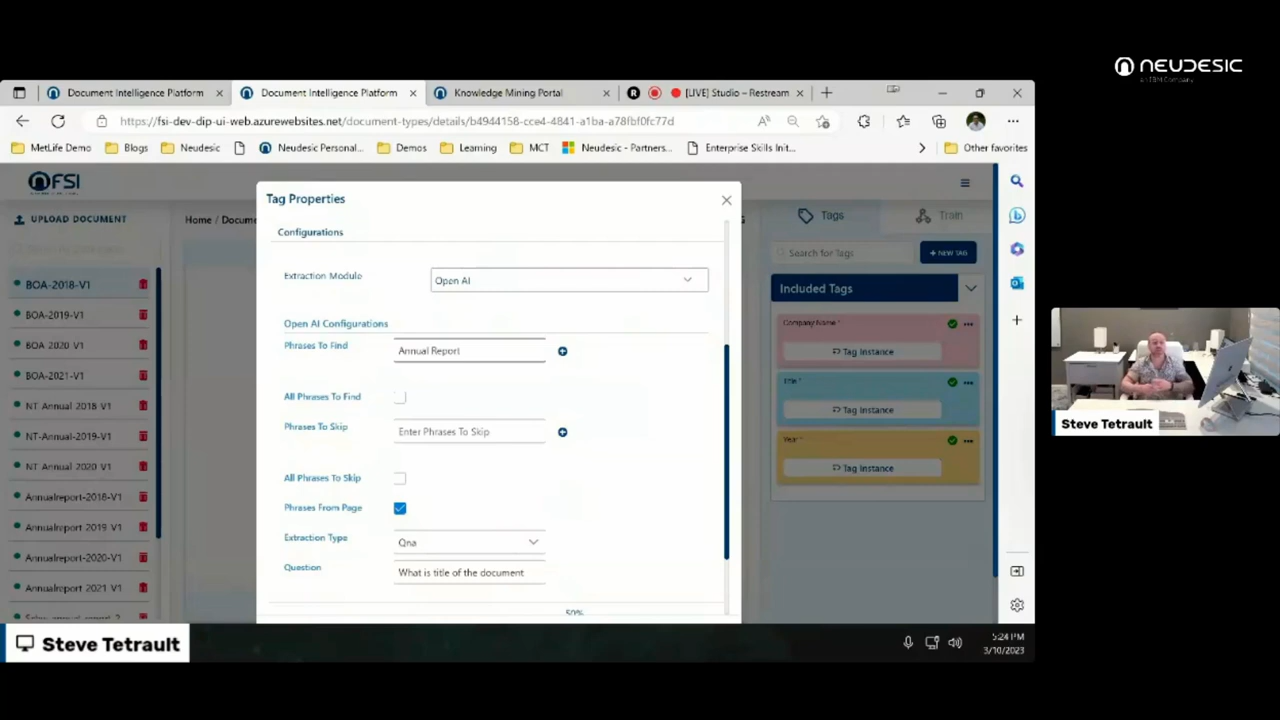 NEUDESIC
an IBM Company
Document Intelligence Platform
Document Intelligence Platform
Knowledge Mining Portal
[LIVE] Studio – Restream
https://fsi-dev-dip-ui-web.azurewebsites.net/document-types/details/b4944158-cce4-4841-a1ba-a78fbf0fc77d
MetLife Demo
Blogs
Neudesic
Neudesic Personal...
Demos
Learning
MCT
Neudesic - Partners...
Enterprise Skills Init...
Other favorites
FSI
UPLOAD DOCUMENT
BOA-2018-V1
BOA-2019-V1
BOA 2020 V1
BOA-2021-V1
NT Annual 2018 V1
NT-Annual-2019-V1
NT Annual 2020 V1
Annualreport-2018-V1
Annualreport 2019 V1
Annualreport-2020-V1
Annualreport 2021 V1
Home / Docume
Tag Properties
Configurations
Extraction Module
Open AI
Open AI Configurations
Phrases To Find
Annual Report
All Phrases To Find
Phrases To Skip
Enter Phrases To Skip
All Phrases To Skip
Phrases From Page
Extraction Type
Qna
Question
What is title of the document
50%
Tags
Train
Search for Tags
+ NEW TAG
Included Tags
Company Name *
Tag Instance
Title *
Tag Instance
Year *
Tag Instance
Steve Tetrault
Steve Tetrault
5:24 PM
3/10/2023